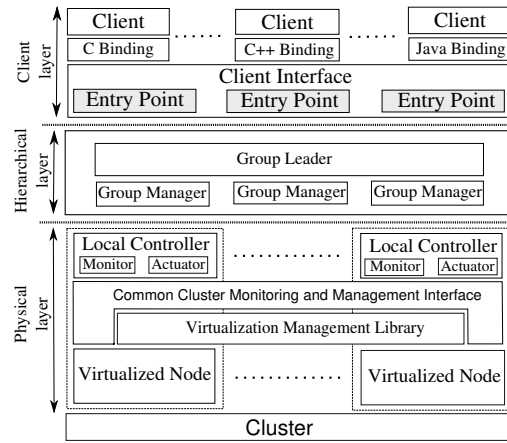 Client
Client
Client
C Binding
C++ Binding
Java Binding
Client Interface
Entry Point
Entry Point
Entry Point
Client
layer
Group Leader
Group Manager
Group Manager
Group Manager
Hierarchical
layer
Local Controller
Monitor
Actuator
Local Controller
Monitor
Actuator
Common Cluster Monitoring and Management Interface
Virtualization Management Library
Virtualized Node
Virtualized Node
Physical
layer
Cluster